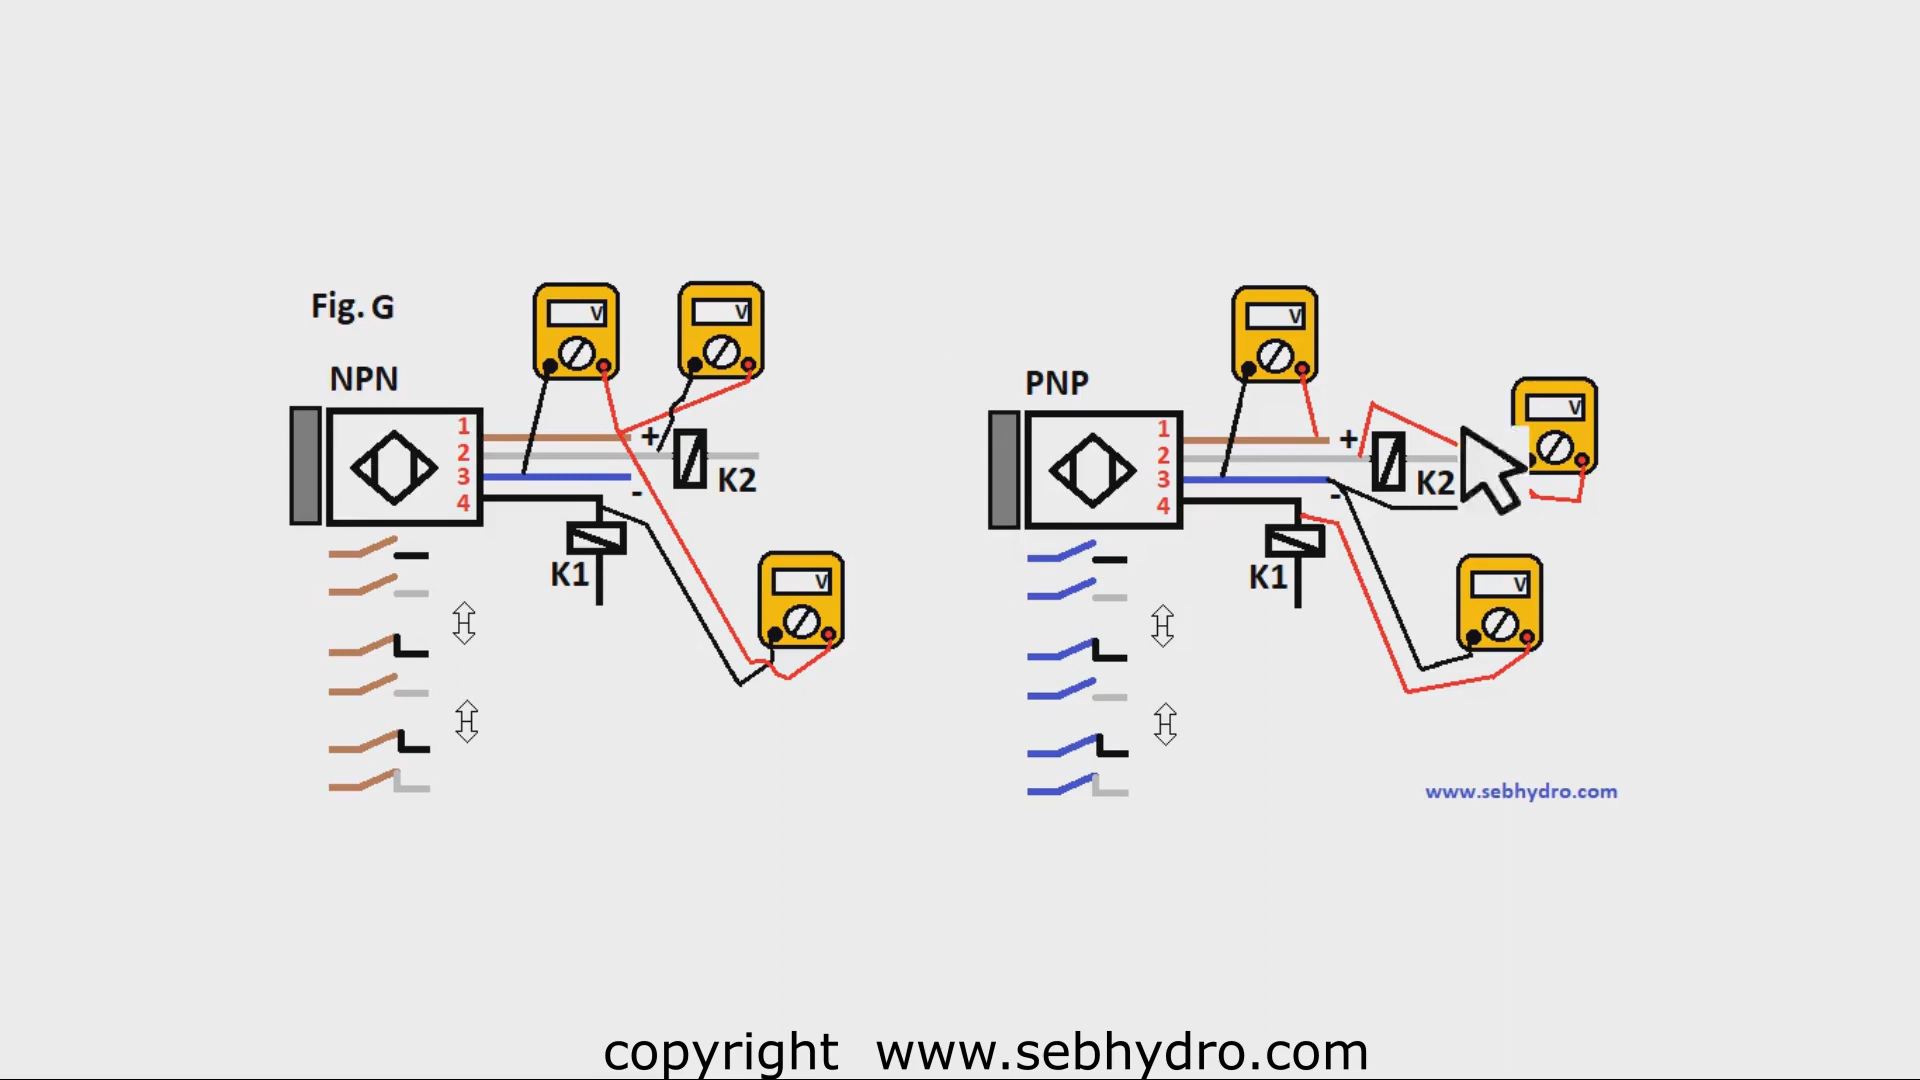 Fig. G
NPN
V
V
1
2
3
4
+
-
K2
K1
V
PNP
V
V
1
2
3
4
+
-
K2
K1
V
www.sebhydro.com
copyright www.sebhydro.com